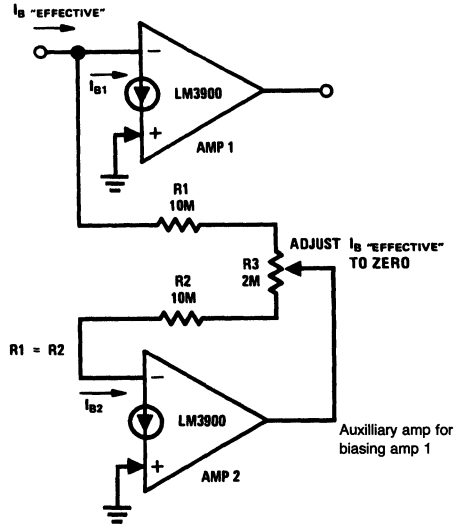 IB "EFFECTIVE"
−
IB1
LM3900
+
AMP 1
R1
10M
ADJUST IB "EFFECTIVE"
TO ZERO
R3
2M
R2
10M
R1 = R2
−
IB2
LM3900
+
AMP 2
Auxilliary amp for
biasing amp 1